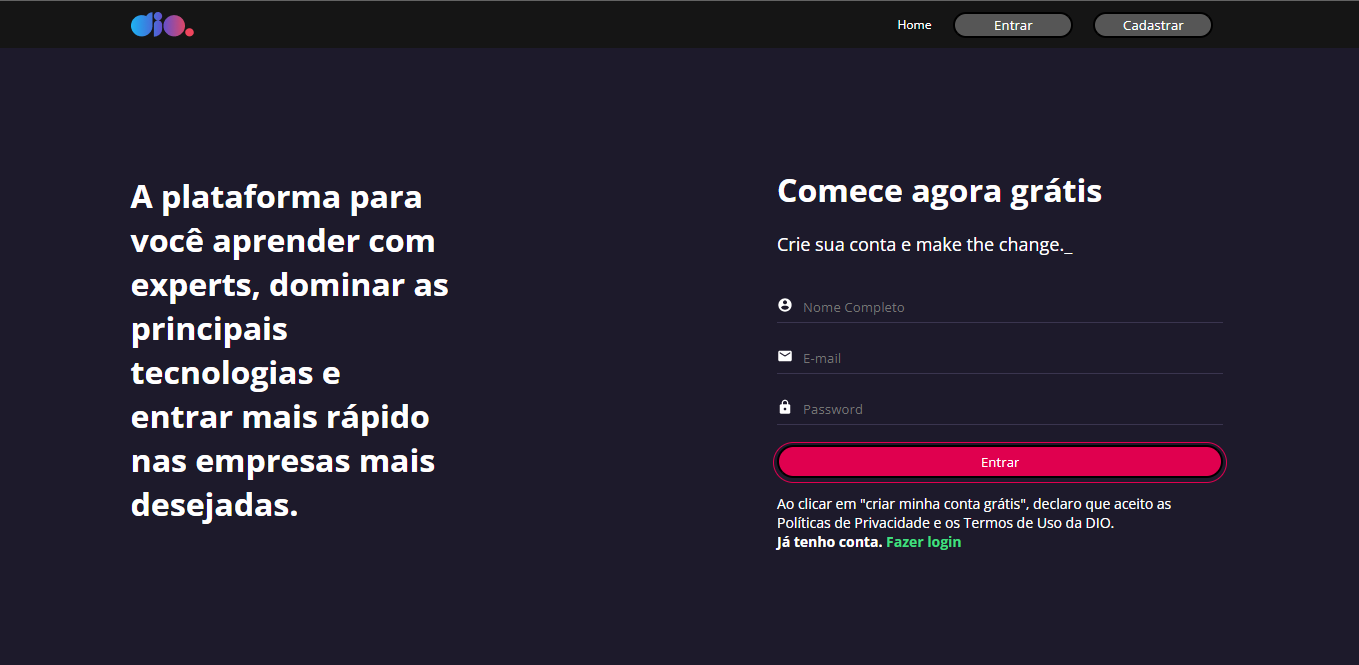 dio.
Home
Entrar
Cadastrar
A plataforma para
você aprender com
experts, dominar as
principais
tecnologias e
entrar mais rápido
nas empresas mais
desejadas.
Comece agora grátis
Crie sua conta e make the change._
Nome Completo
E-mail
Password
Entrar
Ao clicar em "criar minha conta grátis", declaro que aceito as
Políticas de Privacidade e os Termos de Uso da DIO.
Já tenho conta. Fazer login